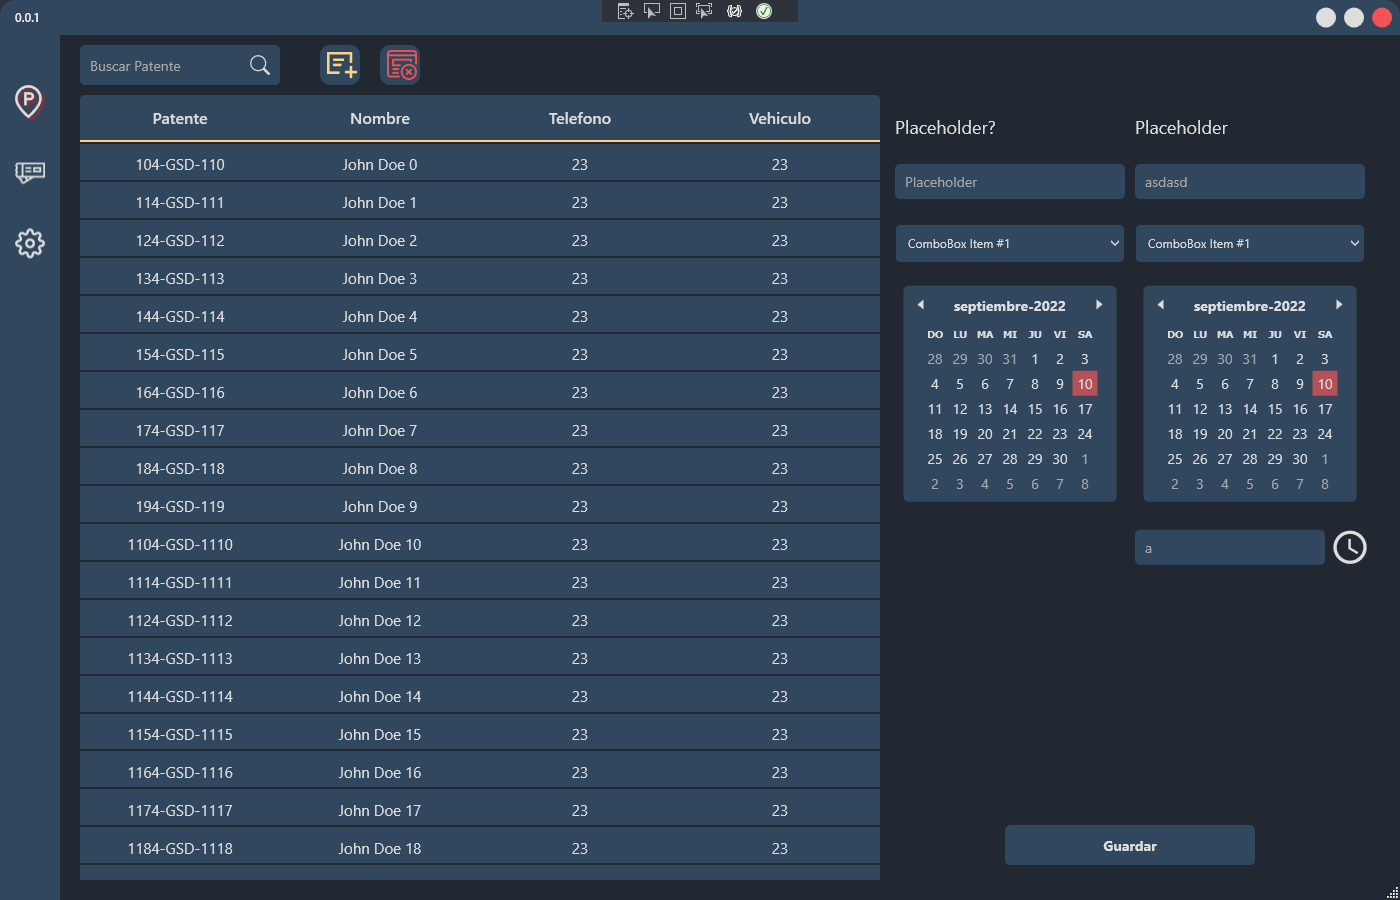 0.0.1
P
Buscar Patente
Patente Nombre Telefono Vehiculo
104-GSD-110 John Doe 0 23 23
114-GSD-111 John Doe 1 23 23
124-GSD-112 John Doe 2 23 23
134-GSD-113 John Doe 3 23 23
144-GSD-114 John Doe 4 23 23
154-GSD-115 John Doe 5 23 23
164-GSD-116 John Doe 6 23 23
174-GSD-117 John Doe 7 23 23
184-GSD-118 John Doe 8 23 23
194-GSD-119 John Doe 9 23 23
1104-GSD-1110 John Doe 10 23 23
1114-GSD-1111 John Doe 11 23 23
1124-GSD-1112 John Doe 12 23 23
1134-GSD-1113 John Doe 13 23 23
1144-GSD-1114 John Doe 14 23 23
1154-GSD-1115 John Doe 15 23 23
1164-GSD-1116 John Doe 16 23 23
1174-GSD-1117 John Doe 17 23 23
1184-GSD-1118 John Doe 18 23 23
Placeholder? Placeholder
Placeholder asdasd
ComboBox Item #1 ComboBox Item #1
septiembre-2022
DO LU MA MI JU VI SA
28 29 30 31 1 2 3
4 5 6 7 8 9 10
11 12 13 14 15 16 17
18 19 20 21 22 23 24
25 26 27 28 29 30 1
2 3 4 5 6 7 8
septiembre-2022
DO LU MA MI JU VI SA
28 29 30 31 1 2 3
4 5 6 7 8 9 10
11 12 13 14 15 16 17
18 19 20 21 22 23 24
25 26 27 28 29 30 1
2 3 4 5 6 7 8
a
Guardar